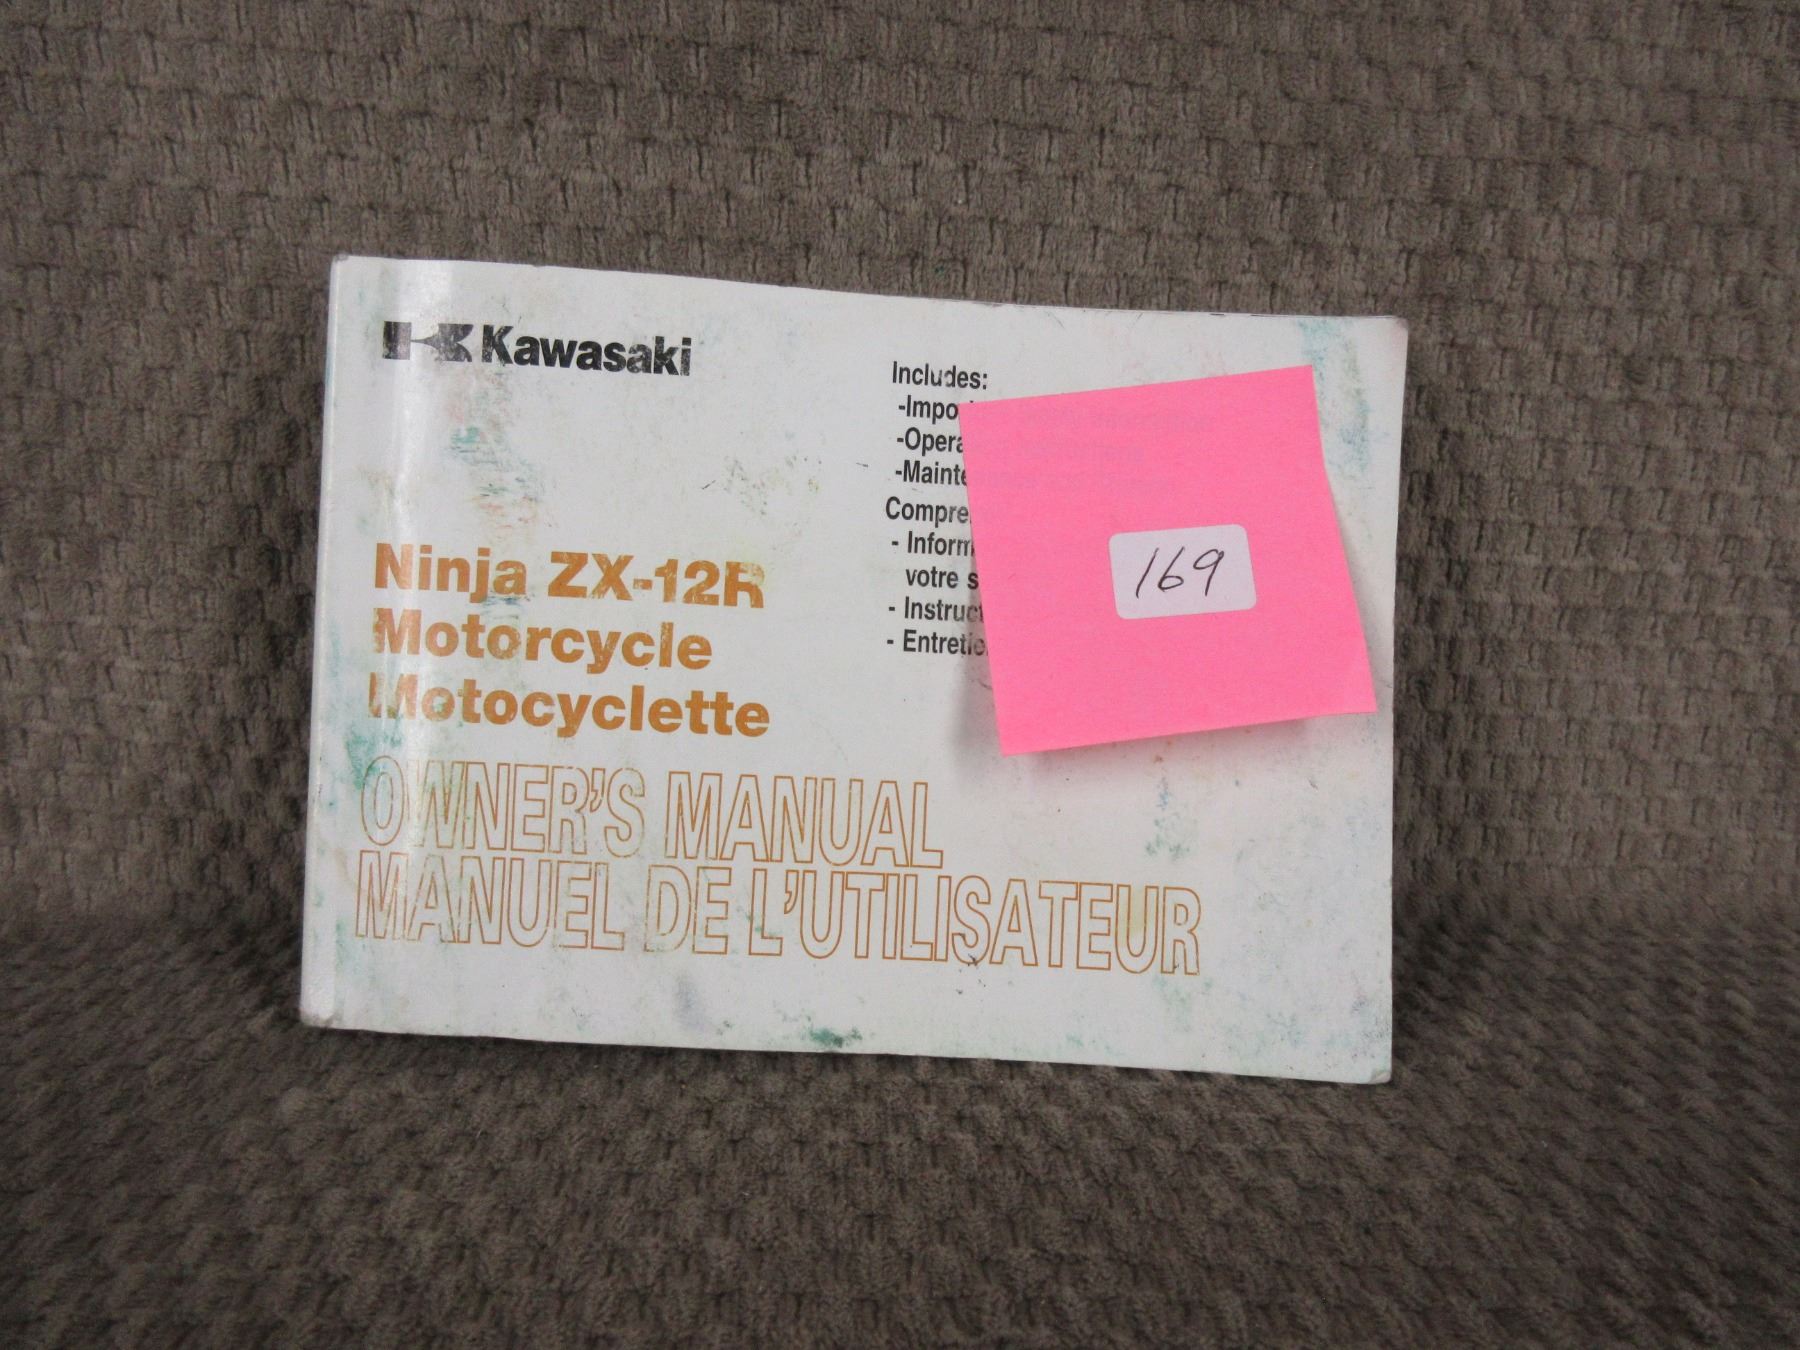 Kawasaki
Ninja ZX-12R
Motorcycle
Motocyclette
OWNER'S MANUAL
MANUEL DE L'UTILISATEUR
Includes:
-Impo
-Opera
-Mainte
Compre
- Inform
votre s
- Instruct
- Entretie
169